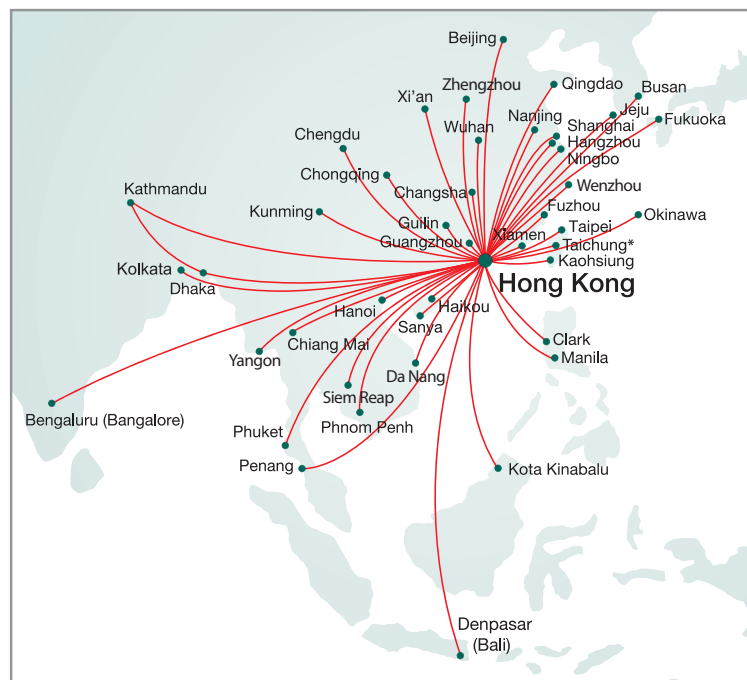 Beijing
Zhengzhou
Qingdao
Busan
Xi'an
Nanjing
Jeju
Fukuoka
Wuhan
Shanghai
Hangzhou
Ningbo
Chengdu
Chongqing
Changsha
Wenzhou
Kathmandu
Kunming
Guilin
Fuzhou
Okinawa
Guangzhou
Xiamen
Taipei
Taichung*
Kaohsiung
Kolkata
Dhaka
Hong Kong
Hanoi
Haikou
Sanya
Chiang Mai
Yangon
Clark
Manila
Da Nang
Siem Reap
Bengaluru (Bangalore)
Phnom Penh
Phuket
Penang
Kota Kinabalu
Denpasar
(Bali)